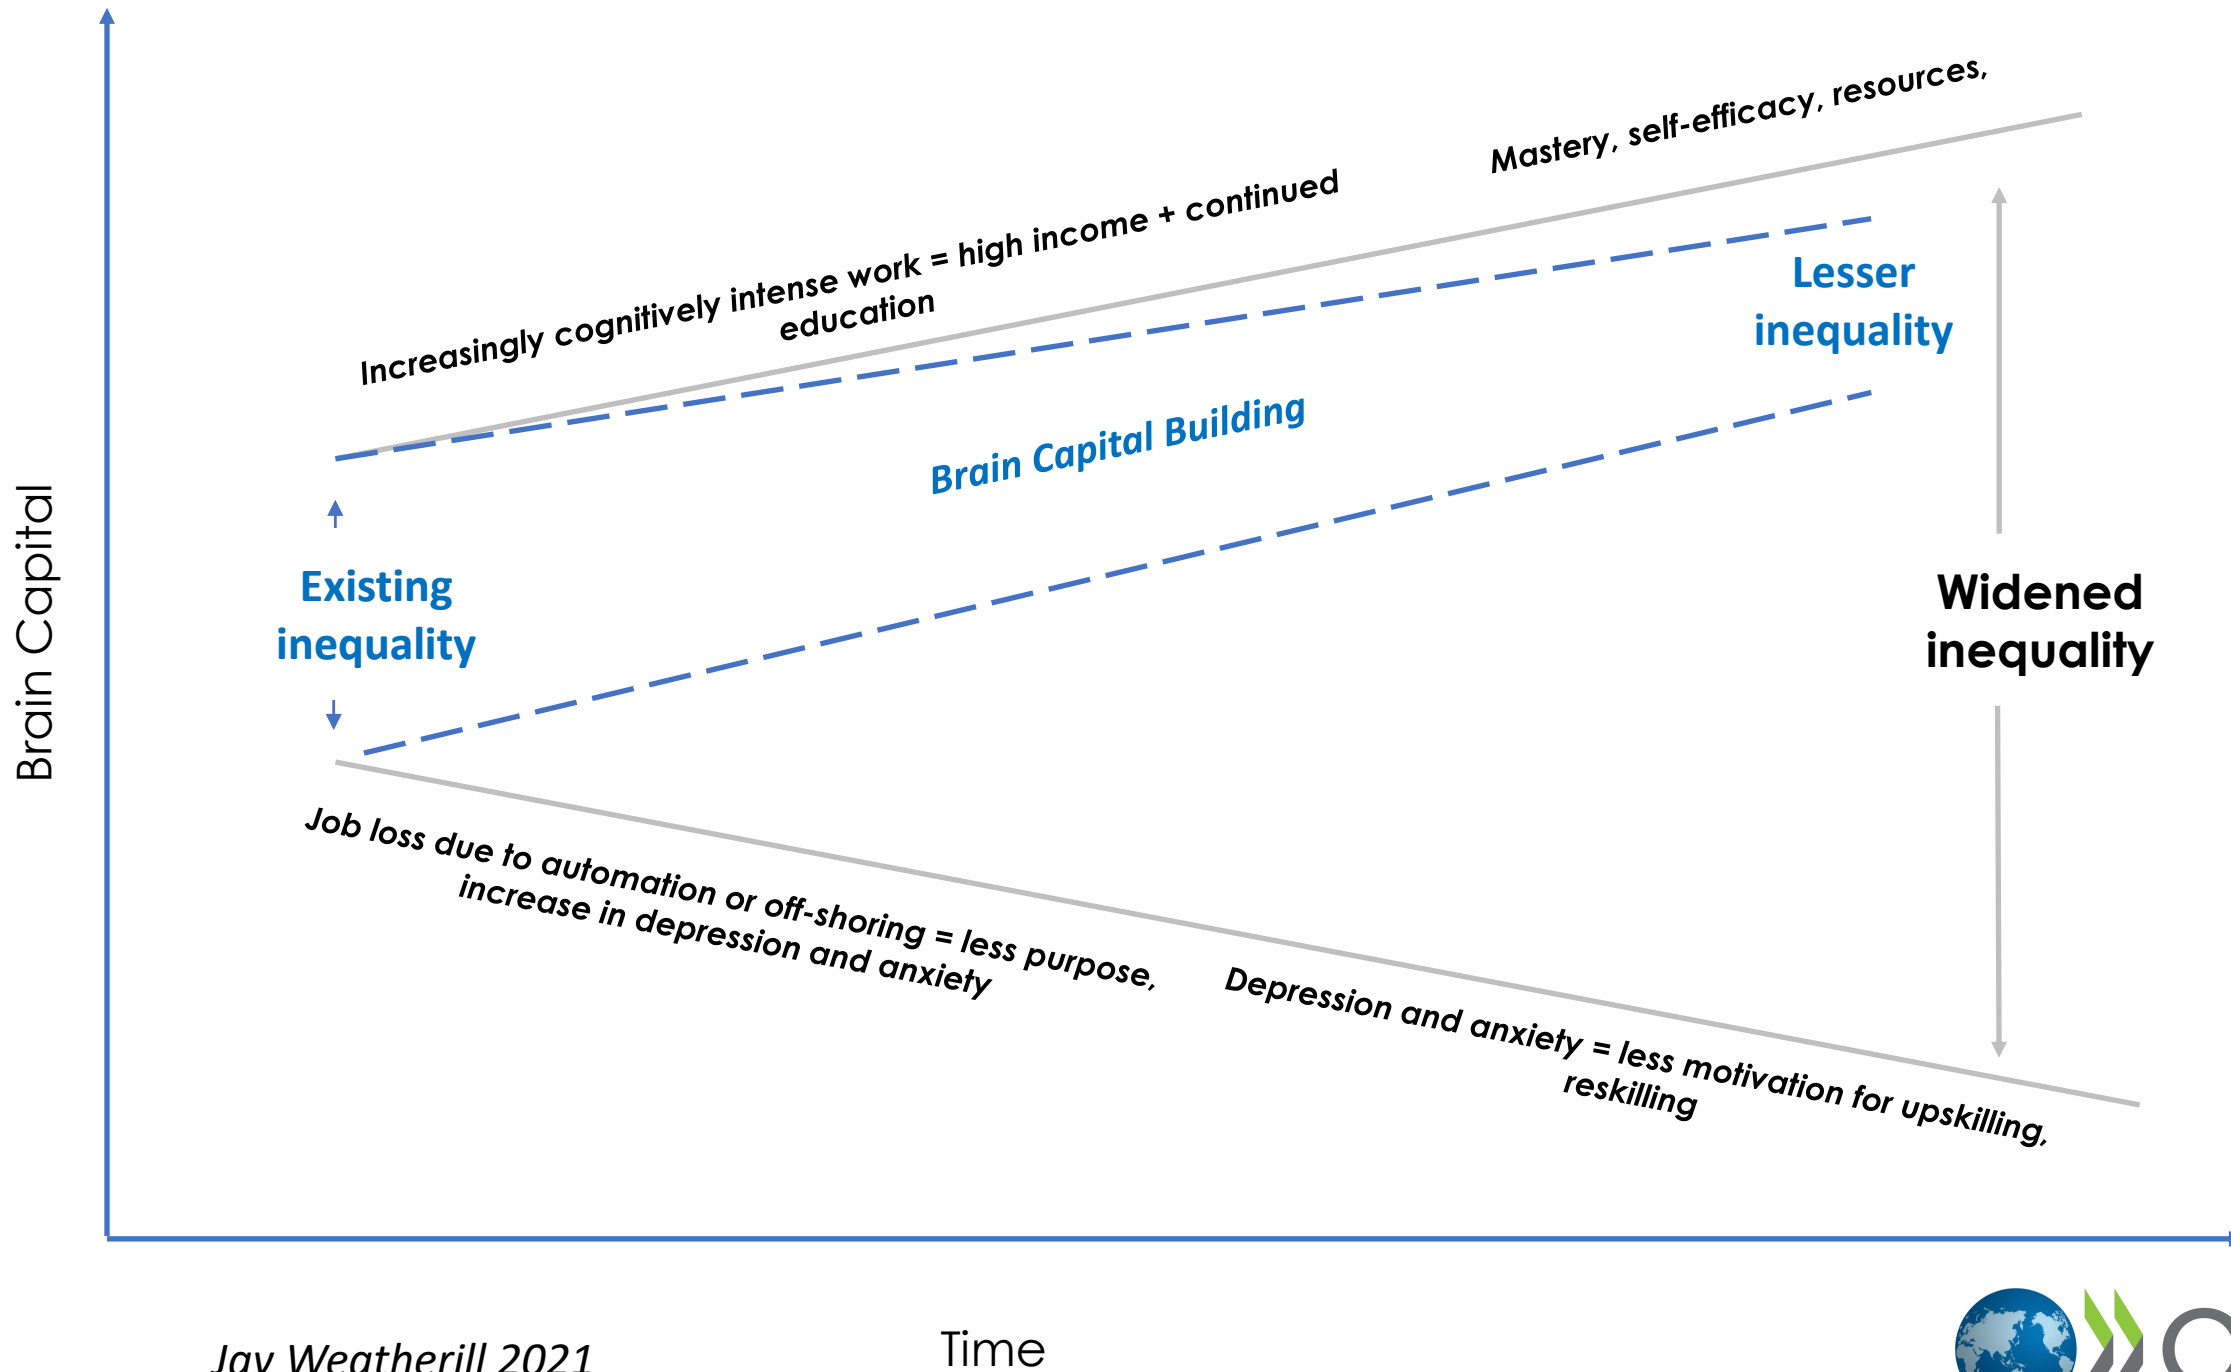 Mastery, self-efficacy, resources,
Increasingly cognitively intense work = high income + continued
education
Lesser
inequality
Brain Capital Building
Existing
inequality
Widened
inequality
Brain Capital
Job loss due to automation or off-shoring = less purpose,
increase in depression and anxiety
Depression and anxiety = less motivation for upskilling,
reskilling
Time
Jay Weatherill 2021